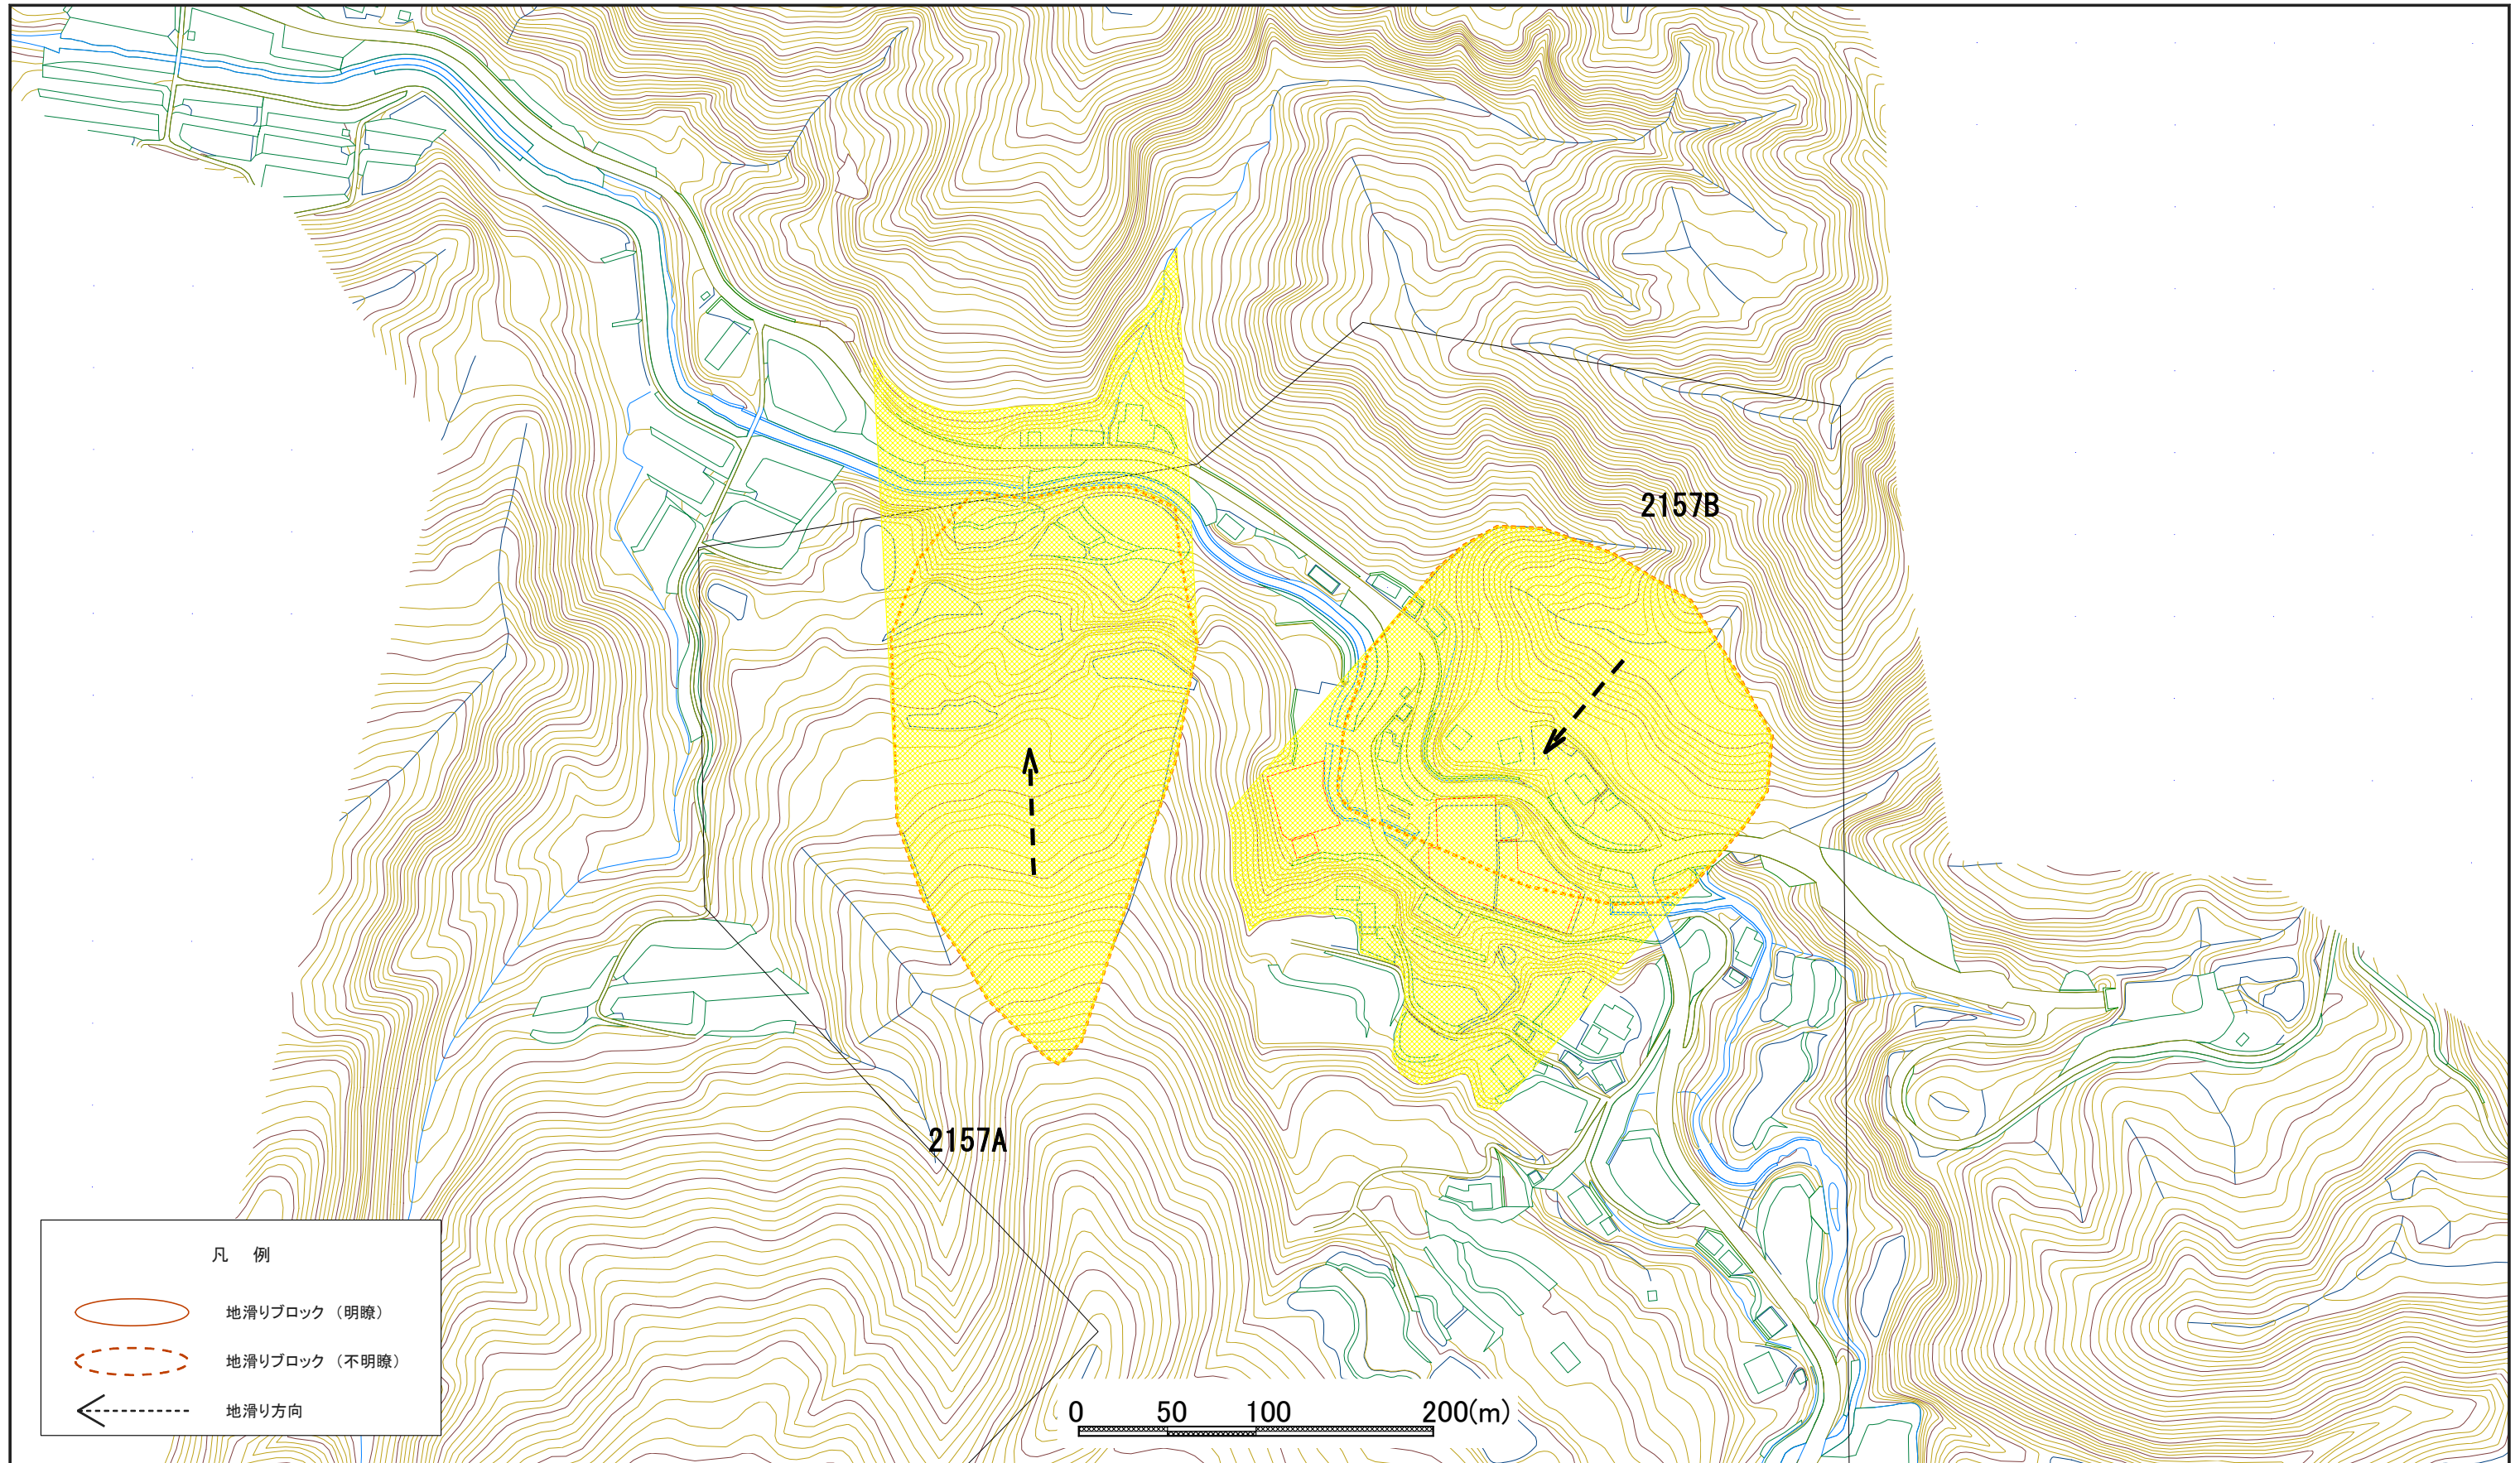 2157B
2157A
凡 例
地滑りブロック (明瞭)
地滑りブロック (不明瞭)
地滑り方向
0 50 100 200(m)